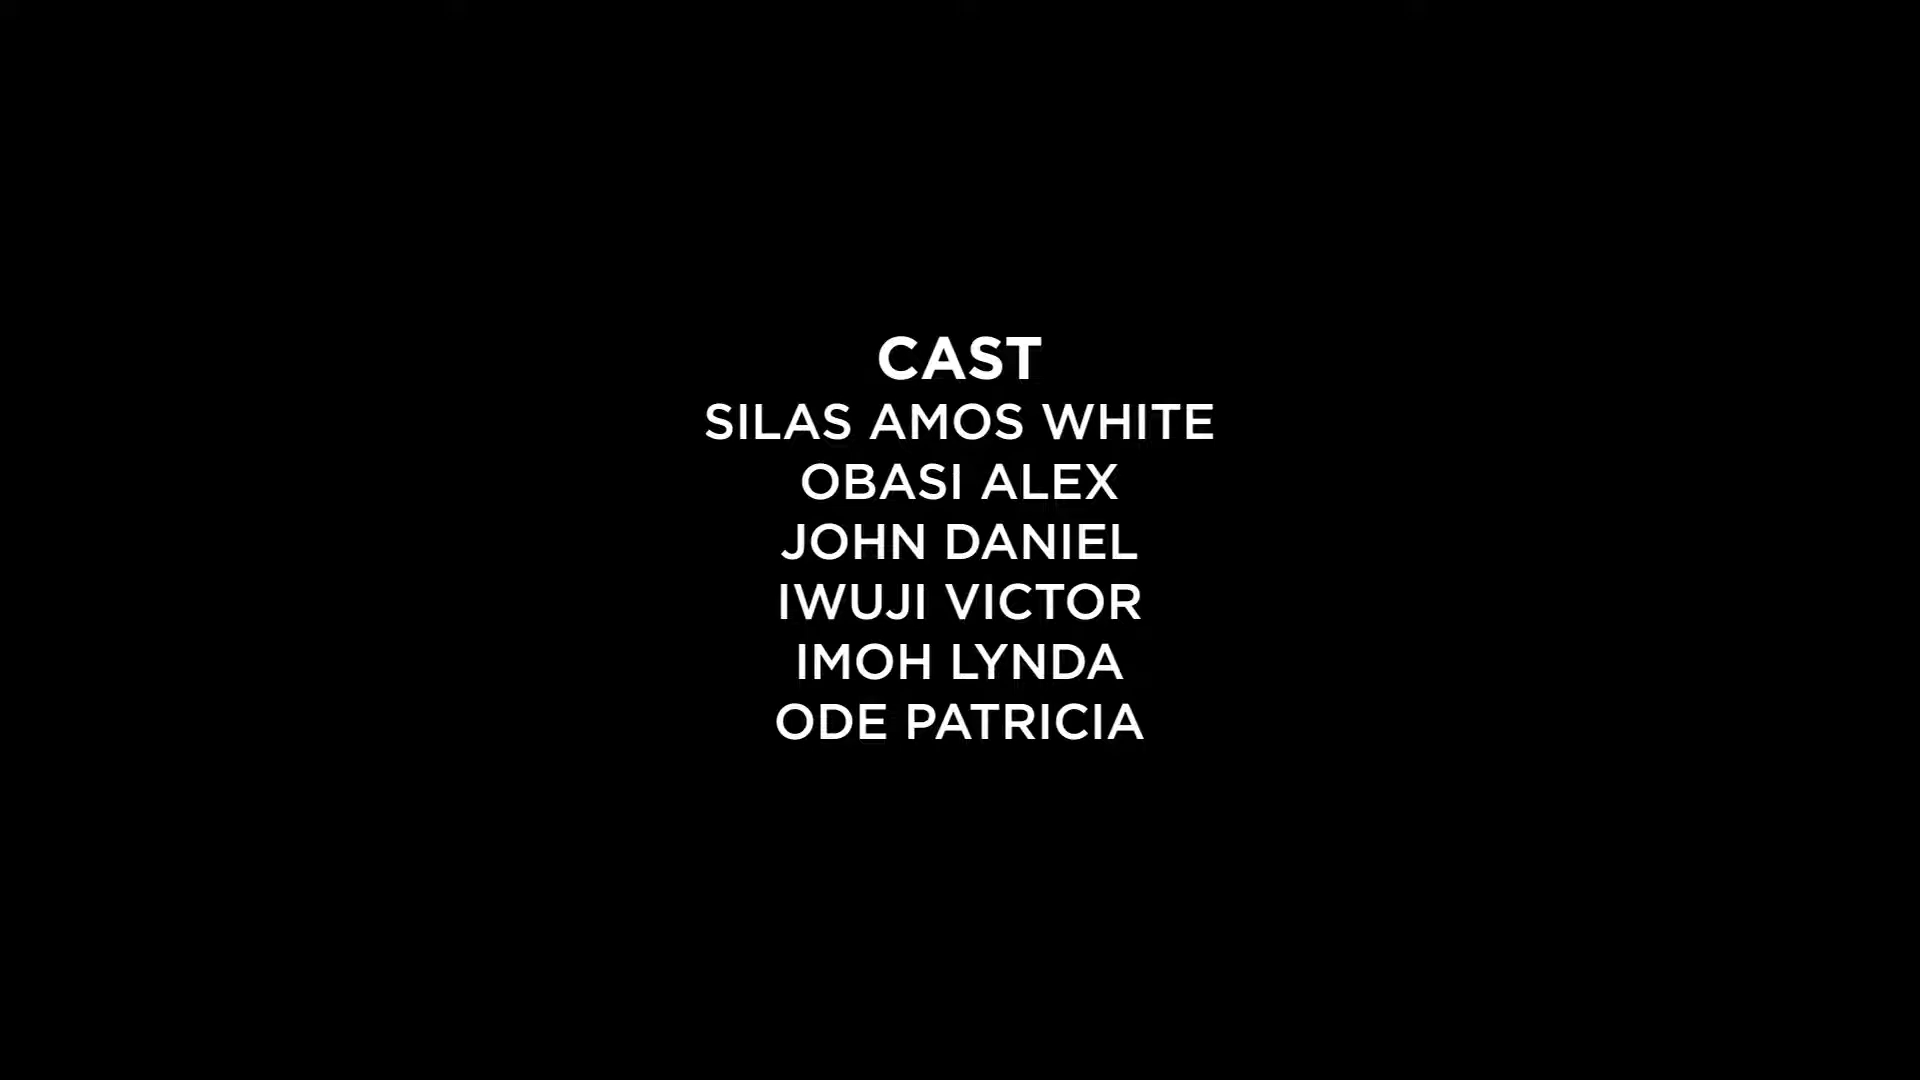 CAST
SILAS AMOS WHITE
OBASI ALEX
JOHN DANIEL
IWUJI VICTOR
IMOH LYNDA
ODE PATRICIA